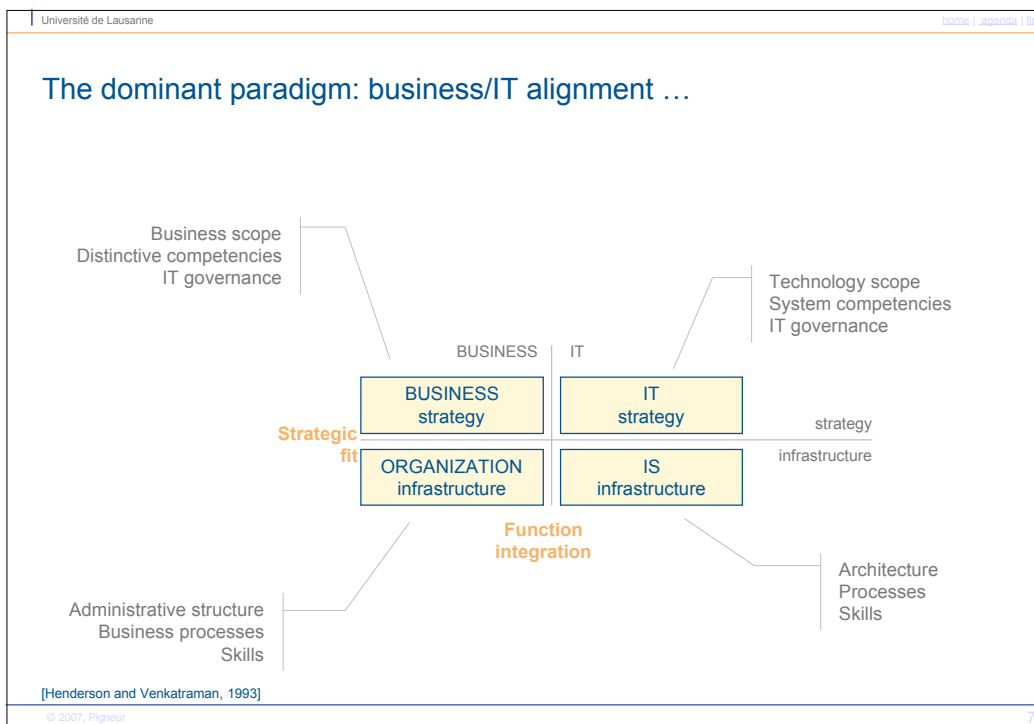 Université de Lausanne
home | agenda |
The dominant paradigm: business/IT alignment …
Business scope
Distinctive competencies
IT governance
Technology scope
System competencies
IT governance
BUSINESS
IT
BUSINESS
strategy
IT
strategy
strategy
Strategic
fit
infrastructure
ORGANIZATION
infrastructure
IS
infrastructure
Function
integration
Architecture
Processes
Skills
Administrative structure
Business processes
Skills
[Henderson and Venkatraman, 1993]
© 2007, Pigneur
7